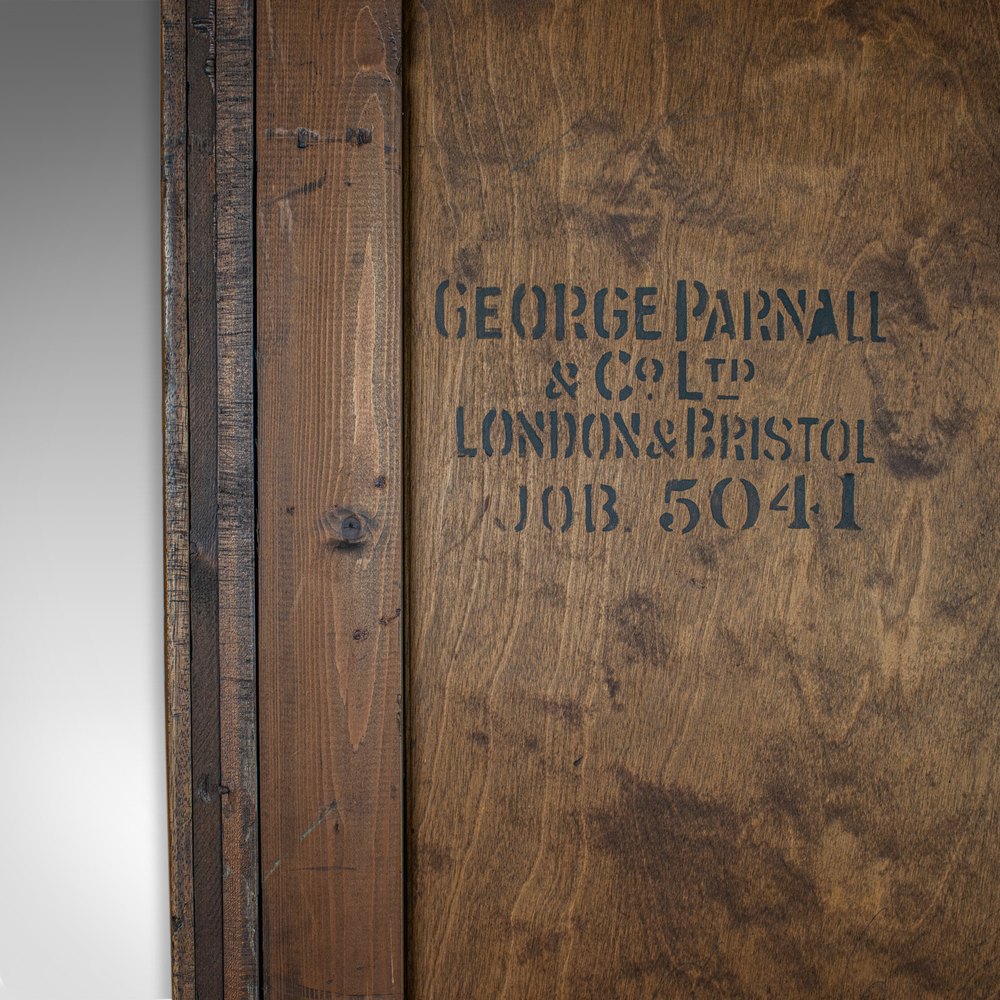 GEORGE PARNALL
& Cº LTD
LONDON & BRISTOL
JOB. 5041